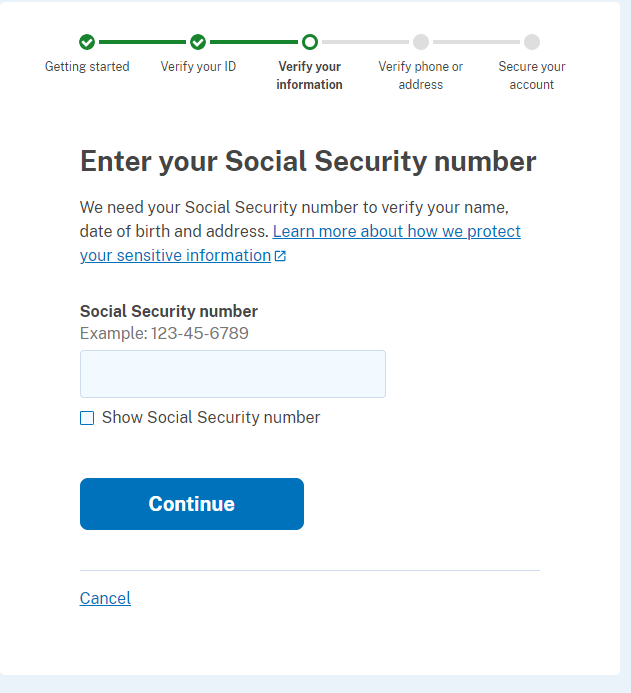 Getting started
Verify your ID
Verify your
information
Verify phone or
address
Secure your
account
Enter your Social Security number
We need your Social Security number to verify your name,
date of birth and address. Learn more about how we protect
your sensitive information
Social Security number
Example: 123-45-6789
Show Social Security number
Continue
Cancel